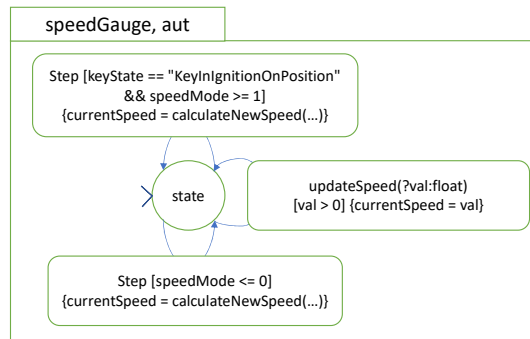 speedGauge, aut
Step [keyState == "KeyInIgnitionOnPosition"
&& speedMode >= 1]
{currentSpeed = calculateNewSpeed(...)}
state
updateSpeed(?val:float)
[val > 0] {currentSpeed = val}
Step [speedMode <= 0]
{currentSpeed = calculateNewSpeed(...)}